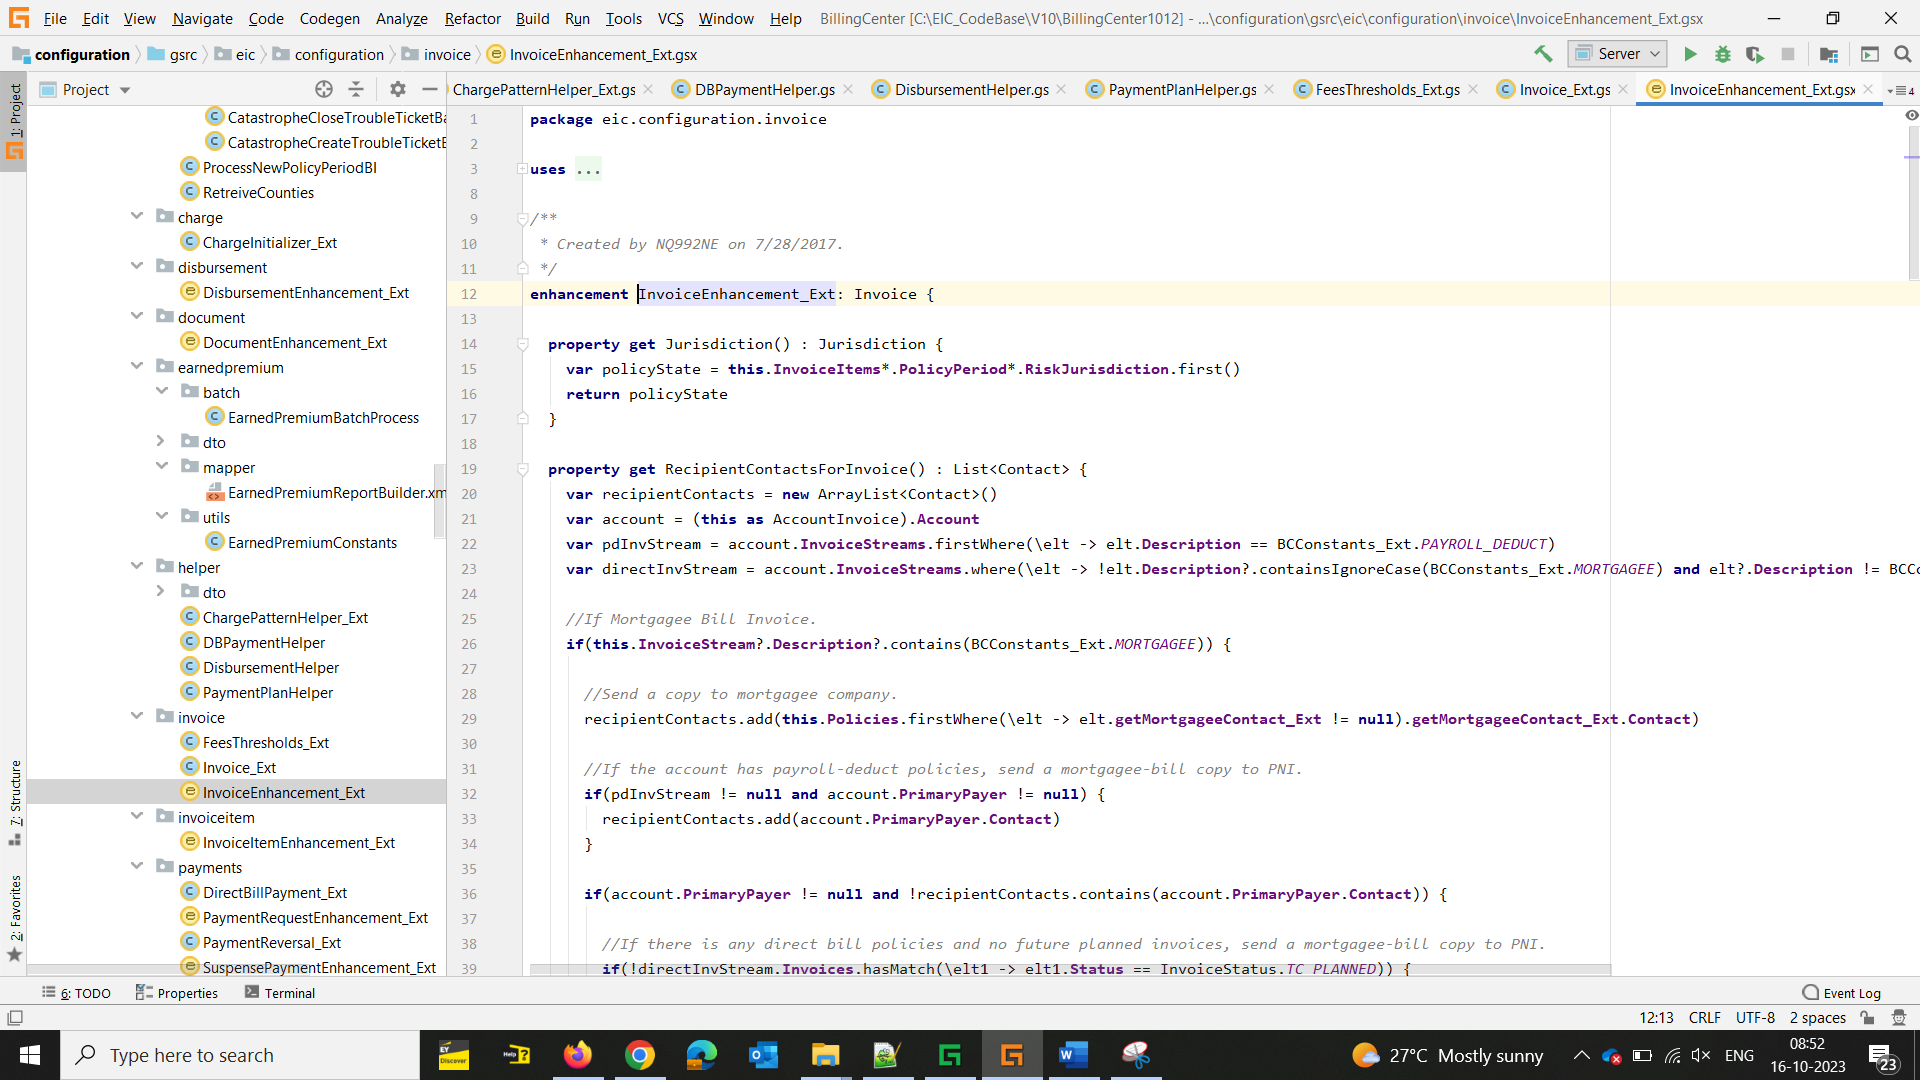 File Edit View Navigate Code Codegen Analyze Refactor Build Run Tools VCS Window Help BillingCenter [C:\EIC_CodeBase\V10\BillingCenter1012] - ...\configuration\gsrc\eic\configuration\invoice\InvoiceEnhancement_Ext.gsx
configuration gsrc eic configuration invoice InvoiceEnhancement_Ext.gsx Server
Project ChargePatternHelper_Ext.gs DBPaymentHelper.gs DisbursementHelper.gs PaymentPlanHelper.gs FeesThresholds_Ext.gs Invoice_Ext.gs InvoiceEnhancement_Ext.gsx 4
1: Project
7: Structure
2: Favorites
CatastropheCloseTroubleTicketBa
CatastropheCreateTroubleTicketB
ProcessNewPolicyPeriodBI
RetreiveCounties
charge
ChargeInitializer_Ext
disbursement
DisbursementEnhancement_Ext
document
DocumentEnhancement_Ext
earnedpremium
batch
EarnedPremiumBatchProcess
dto
mapper
EarnedPremiumReportBuilder.xm
utils
EarnedPremiumConstants
helper
dto
ChargePatternHelper_Ext
DBPaymentHelper
DisbursementHelper
PaymentPlanHelper
invoice
FeesThresholds_Ext
Invoice_Ext
InvoiceEnhancement_Ext
invoiceitem
InvoiceItemEnhancement_Ext
payments
DirectBillPayment_Ext
PaymentRequestEnhancement_Ext
PaymentReversal_Ext
SuspensePaymentEnhancement_Ext
1 package eic.configuration.invoice
2
3 uses ...
8
9 /**
10 * Created by NQ992NE on 7/28/2017.
11 */
12 enhancement InvoiceEnhancement_Ext: Invoice {
13
14 property get Jurisdiction() : Jurisdiction {
15 var policyState = this.InvoiceItems*.PolicyPeriod*.RiskJurisdiction.first()
16 return policyState
17 }
18
19 property get RecipientContactsForInvoice() : List<Contact> {
20 var recipientContacts = new ArrayList<Contact>()
21 var account = (this as AccountInvoice).Account
22 var pdInvStream = account.InvoiceStreams.firstWhere(\elt -> elt.Description == BCConstants_Ext.PAYROLL_DEDUCT)
23 var directInvStream = account.InvoiceStreams.where(\elt -> !elt.Description?.containsIgnoreCase(BCConstants_Ext.MORTGAGEE) and elt?.Description != BCCo
24
25 //If Mortgagee Bill Invoice.
26 if(this.InvoiceStream?.Description?.contains(BCConstants_Ext.MORTGAGEE)) {
27
28 //Send a copy to mortgagee company.
29 recipientContacts.add(this.Policies.firstWhere(\elt -> elt.getMortgageeContact_Ext != null).getMortgageeContact_Ext.Contact)
30
31 //If the account has payroll-deduct policies, send a mortgagee-bill copy to PNI.
32 if(pdInvStream != null and account.PrimaryPayer != null) {
33 recipientContacts.add(account.PrimaryPayer.Contact)
34 }
35
36 if(account.PrimaryPayer != null and !recipientContacts.contains(account.PrimaryPayer.Contact)) {
37
38 //If there is any direct bill policies and no future planned invoices, send a mortgagee-bill copy to PNI.
39 if(!directInvStream.Invoices.hasMatch(\elt1 -> elt1.Status == InvoiceStatus.TC_PLANNED)) {
6: TODO Properties Terminal Event Log
12:13 CRLF UTF-8 2 spaces
Type here to search EY Discover Help ? 27°C Mostly sunny ENG 08:52 16-10-2023 23